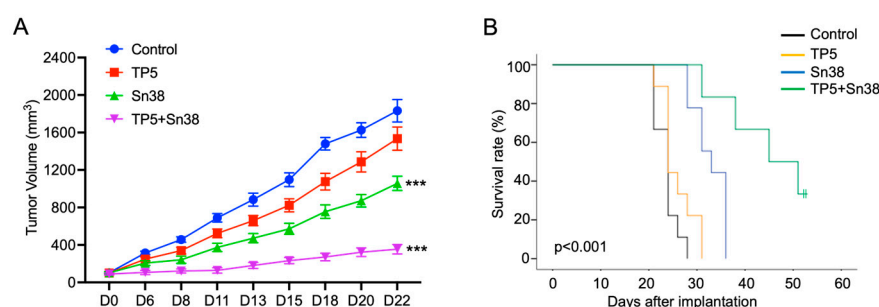 A
Control
TP5
Sn38
TP5+Sn38
Tumor Volume (mm³)
2400
2000
1600
1200
800
400
0
***
***
D0 D6 D8 D11 D13 D15 D18 D20 D22
B
Control
TP5
Sn38
TP5+Sn38
Survival rate (%)
100
80
60
40
20
0
p<0.001
0 10 20 30 40 50 60
Days after implantation